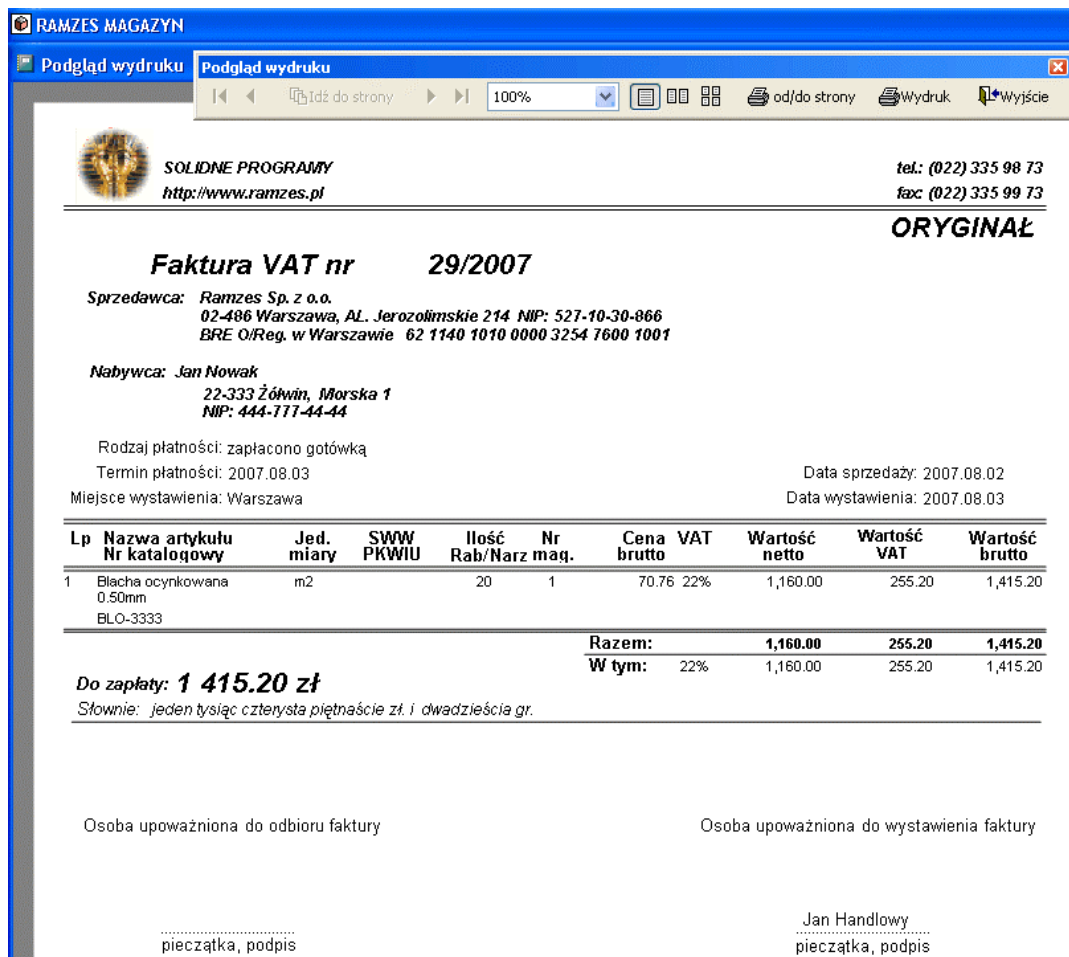 RAMZES MAGAZYN
Podgląd wydruku
Podgląd wydruku
Idź do strony 100% od/do strony Wydruk Wyjście
SOLIDNE PROGRAMY tel.: (022) 335 98 73
http://www.ramzes.pl fax: (022) 335 99 73
ORYGINAŁ
Faktura VAT nr 29/2007
Sprzedawca: Ramzes Sp. z o.o.
02-486 Warszawa, AL. Jerozolimskie 214 NIP: 527-10-30-866
BRE O/Reg. w Warszawie 62 1140 1010 0000 3254 7600 1001
Nabywca: Jan Nowak
22-333 Żółwin, Morska 1
NIP: 444-777-44-44
Rodzaj płatności: zapłacono gotówką
Termin płatności: 2007.08.03 Data sprzedaży: 2007.08.02
Miejsce wystawienia: Warszawa Data wystawienia: 2007.08.03
Lp Nazwa artykułu Jed. SWW Ilość Nr Cena VAT Wartość Wartość Wartość
Nr katalogowy miary PKWIU Rab/Narz mag. brutto netto VAT brutto
1 Blacha ocynkowana m2 20 1 70.76 22% 1,160.00 255.20 1,415.20
0.50mm
BLO-3333
Razem: 1,160.00 255.20 1,415.20
W tym: 22% 1,160.00 255.20 1,415.20
Do zapłaty: 1 415.20 zł
Słownie: jeden tysiąc czterysta piętnaście zł. i dwadzieścia gr.
Osoba upoważniona do odbioru faktury Osoba upoważniona do wystawienia faktury
Jan Handlowy
pieczątka, podpis pieczątka, podpis